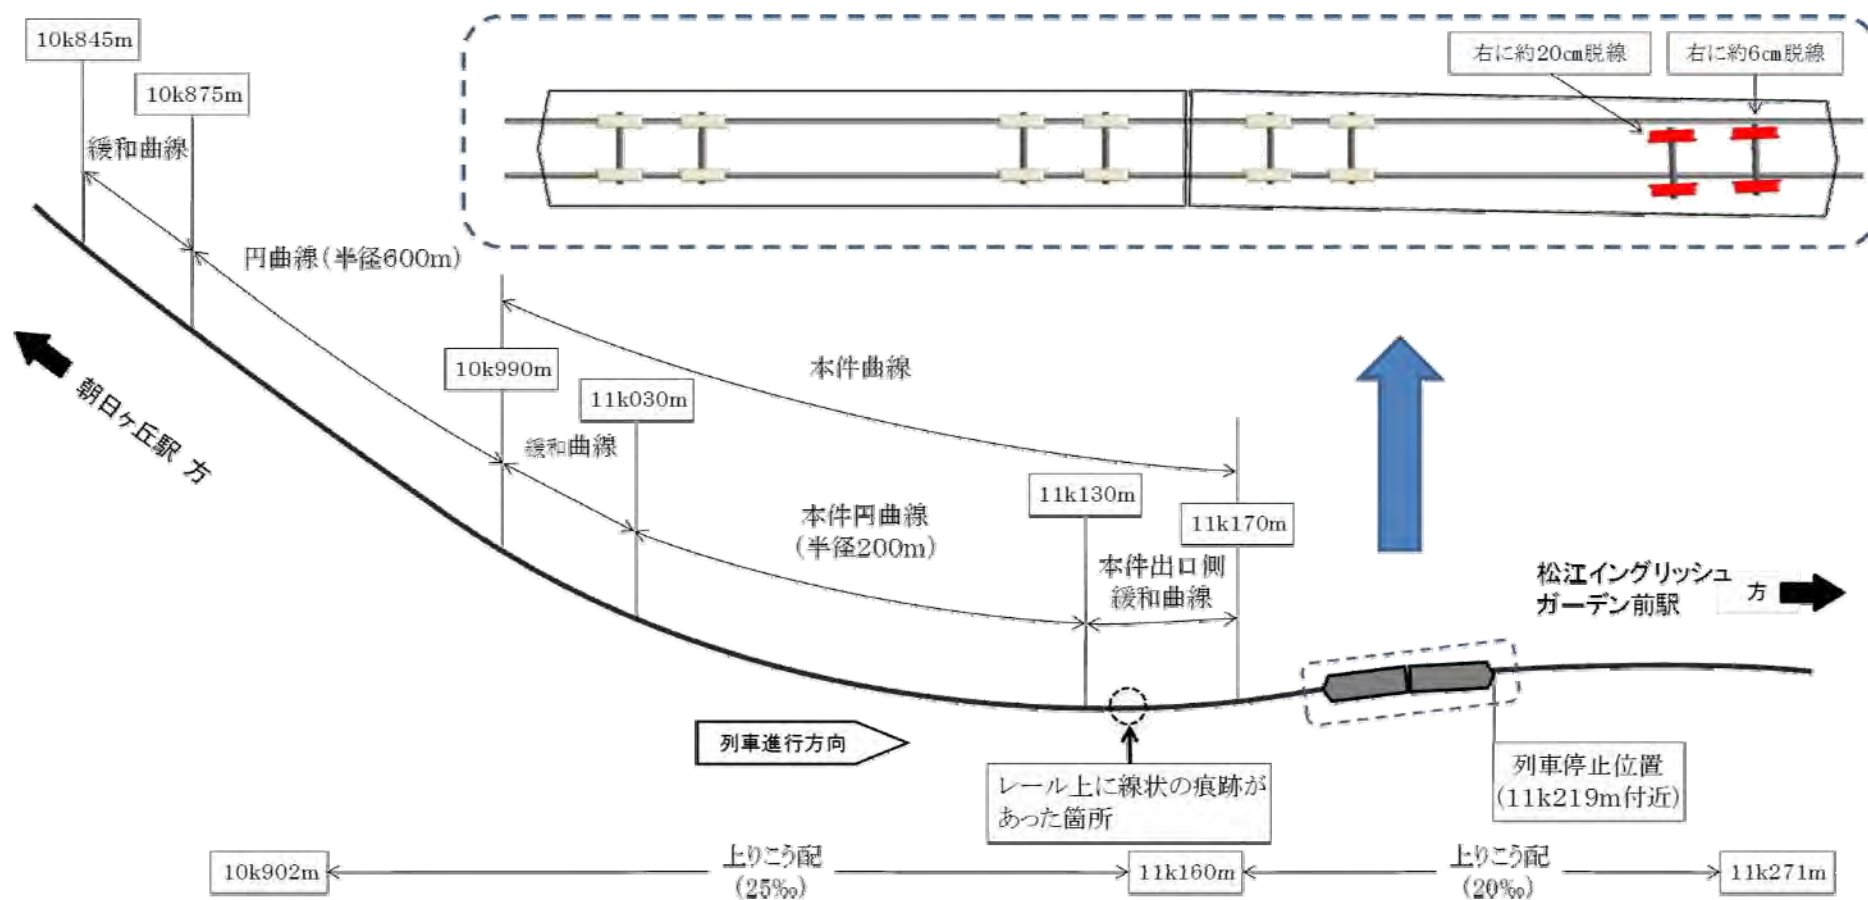 10k845m
10k875m
緩和曲線
円曲線(半径600m)
右に約20㎝脱線
右に約6㎝脱線
10k990m
11k030m
本件曲線
朝日ヶ丘駅 方
緩和曲線
本件円曲線
(半径200m)
11k130m
11k170m
本件出口側
緩和曲線
松江イングリッシュ
ガーデン前駅
方
列車進行方向
レール上に線状の痕跡が
あった箇所
列車停止位置
(11k219m付近)
10k902m
上りこう配
(25‰)
11k160m
上りこう配
(20‰)
11k271m